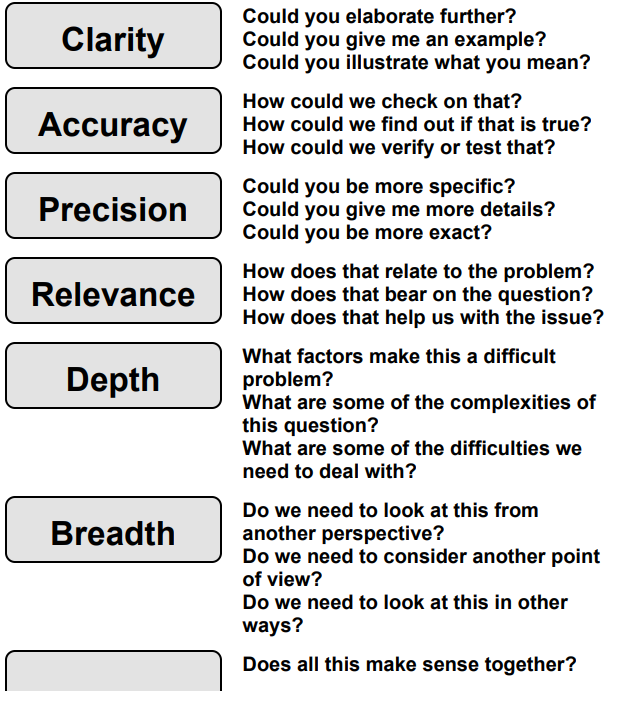 Clarity
Could you elaborate further?
Could you give me an example?
Could you illustrate what you mean?
Accuracy
How could we check on that?
How could we find out if that is true?
How could we verify or test that?
Precision
Could you be more specific?
Could you give me more details?
Could you be more exact?
Relevance
How does that relate to the problem?
How does that bear on the question?
How does that help us with the issue?
Depth
What factors make this a difficult
problem?
What are some of the complexities of
this question?
What are some of the difficulties we
need to deal with?
Breadth
Do we need to look at this from
another perspective?
Do we need to consider another point
of view?
Do we need to look at this in other
ways?
Does all this make sense together?